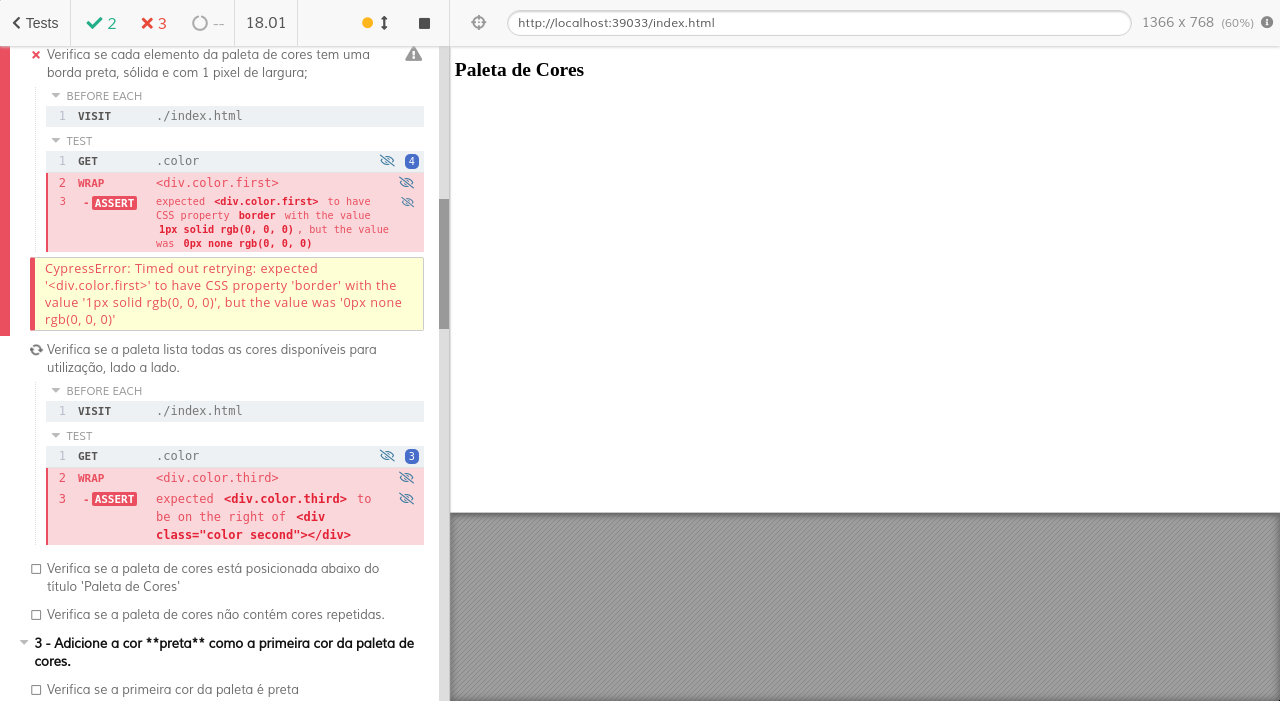 Tests 2 3 -- 18.01
Verifica se cada elemento da paleta de cores tem uma
borda preta, sólida e com 1 pixel de largura;
BEFORE EACH
1 VISIT ./index.html
TEST
1 GET .color 4
2 WRAP <div.color.first>
3 - ASSERT expected <div.color.first> to have
CSS property border with the value
1px solid rgb(0, 0, 0), but the value
was 0px none rgb(0, 0, 0)
CypressError: Timed out retrying: expected
'<div.color.first>' to have CSS property 'border' with the
value '1px solid rgb(0, 0, 0)', but the value was '0px none
rgb(0, 0, 0)'
Verifica se a paleta lista todas as cores disponíveis para
utilização, lado a lado.
BEFORE EACH
1 VISIT ./index.html
TEST
1 GET .color 3
2 WRAP <div.color.third>
3 - ASSERT expected <div.color.third> to
be on the right of <div
class="color second"></div>
Verifica se a paleta de cores está posicionada abaixo do
título 'Paleta de Cores'
Verifica se a paleta de cores não contém cores repetidas.
3 - Adicione a cor **preta** como a primeira cor da paleta de
cores.
Verifica se a primeira cor da paleta é preta
http://localhost:39033/index.html 1366 x 768 (60%)
Paleta de Cores